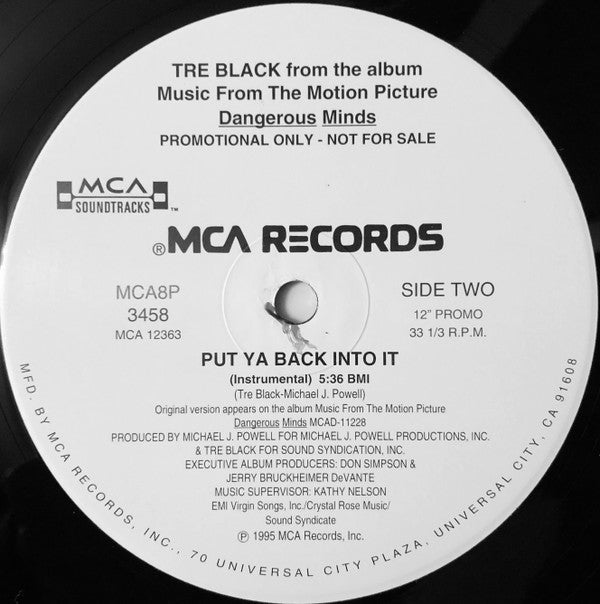 TRE BLACK from the album
Music From The Motion Picture
Dangerous Minds
PROMOTIONAL ONLY - NOT FOR SALE
MCA
SOUNDTRACKS™
®MCA RECORDS
MCA8P
3458
MCA 12363
SIDE TWO
12" PROMO
33 1/3 R.P.M.
PUT YA BACK INTO IT
(Instrumental) 5:36 BMI
(Tre Black-Michael J. Powell)
Original version appears on the album Music From The Motion Picture
Dangerous Minds MCAD-11228
PRODUCED BY MICHAEL J. POWELL FOR MICHAEL J. POWELL PRODUCTIONS, INC.
& TRE BLACK FOR SOUND SYNDICATION, INC.
EXECUTIVE ALBUM PRODUCERS: DON SIMPSON &
JERRY BRUCKHEIMER DeVANTE
MUSIC SUPERVISOR: KATHY NELSON
EMI Virgin Songs, Inc./Crystal Rose Music/
Sound Syndicate
℗ 1995 MCA Records, Inc.
MFD. BY MCA RECORDS, INC., 70 UNIVERSAL CITY PLAZA, UNIVERSAL CITY, CA 91608